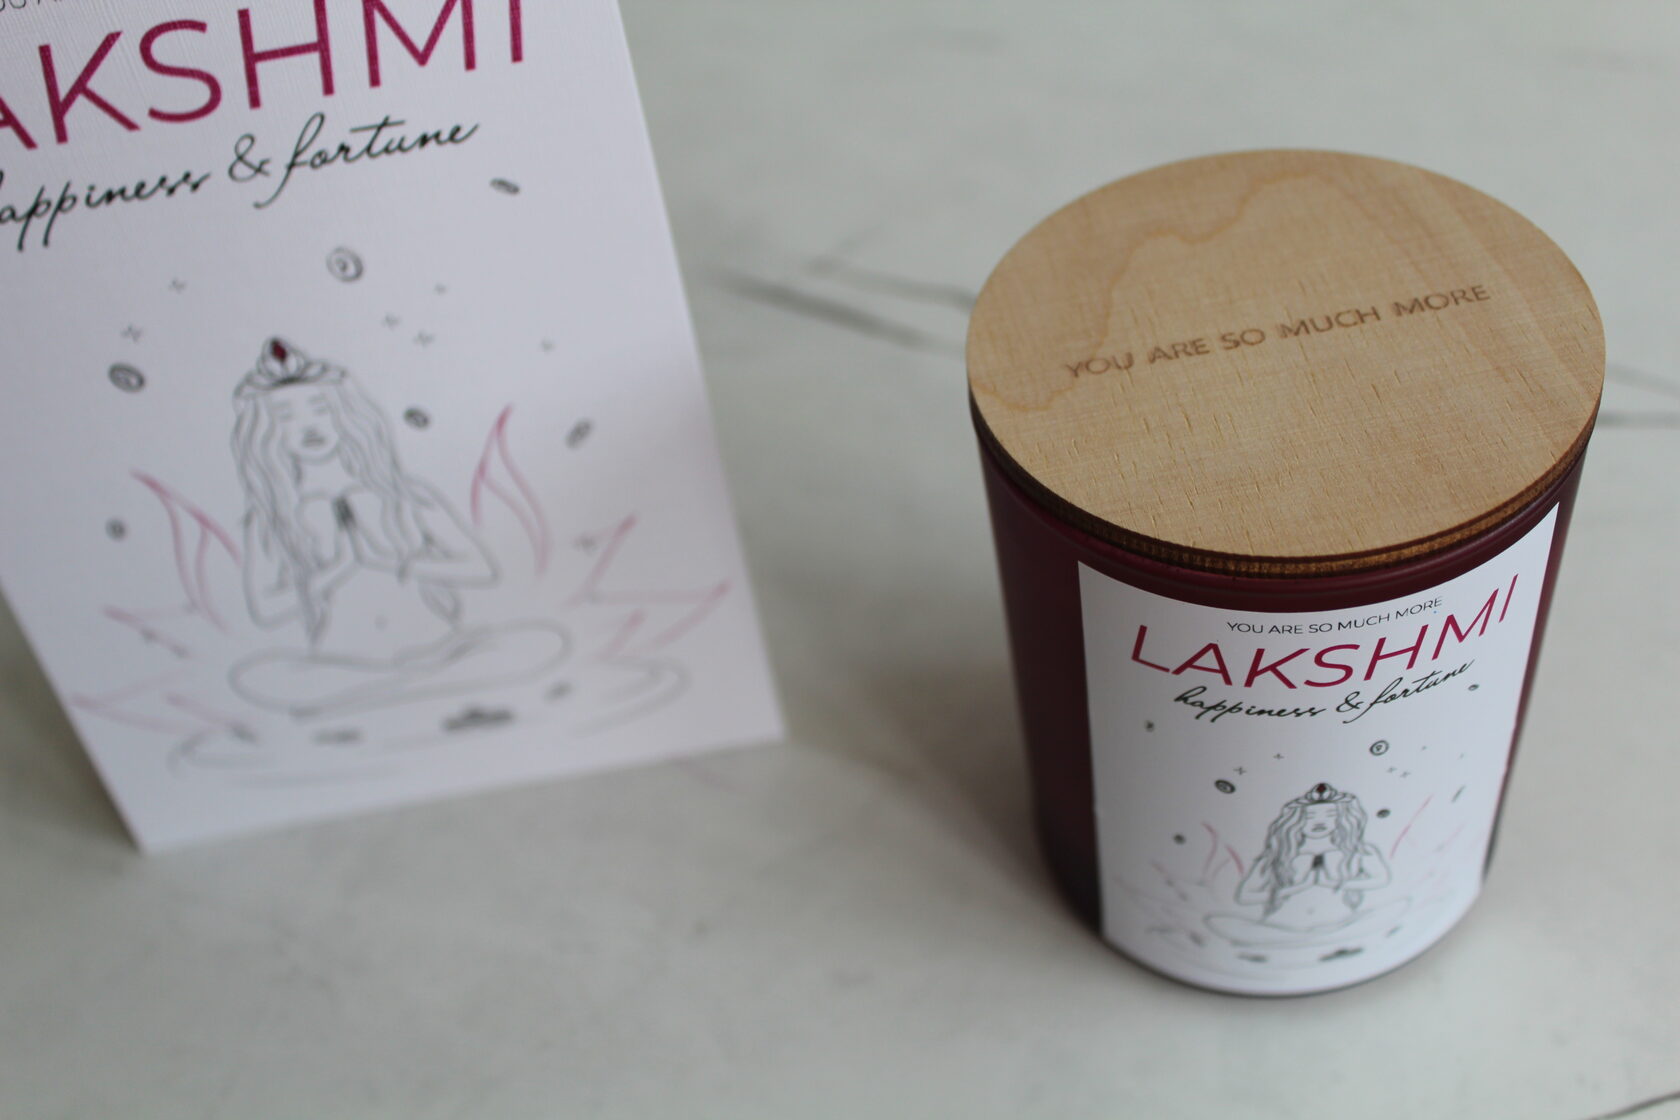 AKSHMI
happiness & fortune
YOU ARE SO MUCH MORE
YOU ARE SO MUCH MORE
LAKSHMI
happiness & fortune